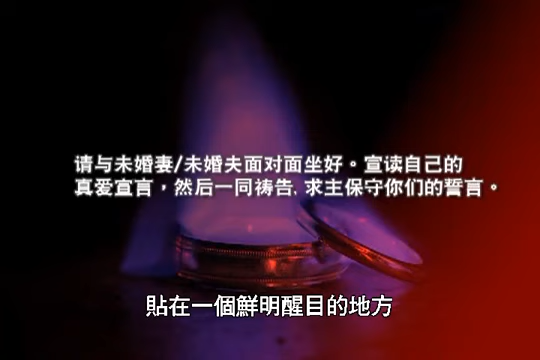 请与未婚妻/未婚夫面对面坐好。宣读自己的
真爱宣言，然后一同祷告, 求主保守你们的誓言。
貼在一個鮮明醒目的地方